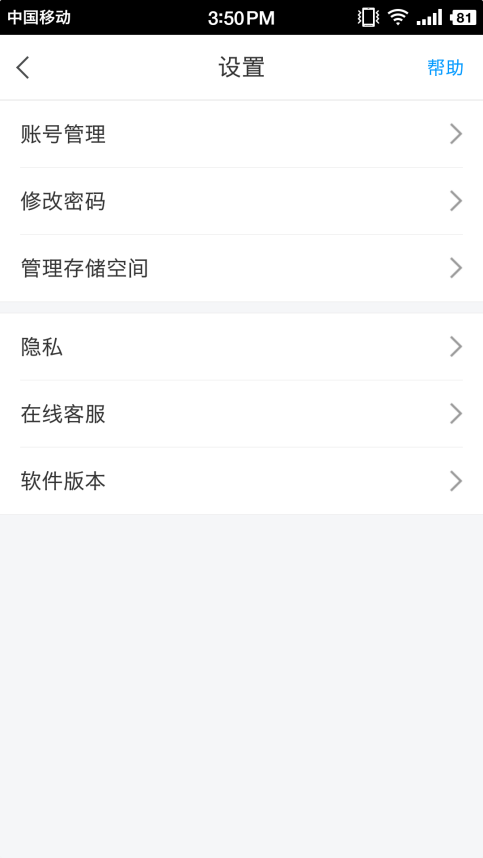 中国移动 3:50PM 81
设置 帮助
账号管理
修改密码
管理存储空间
隐私
在线客服
软件版本